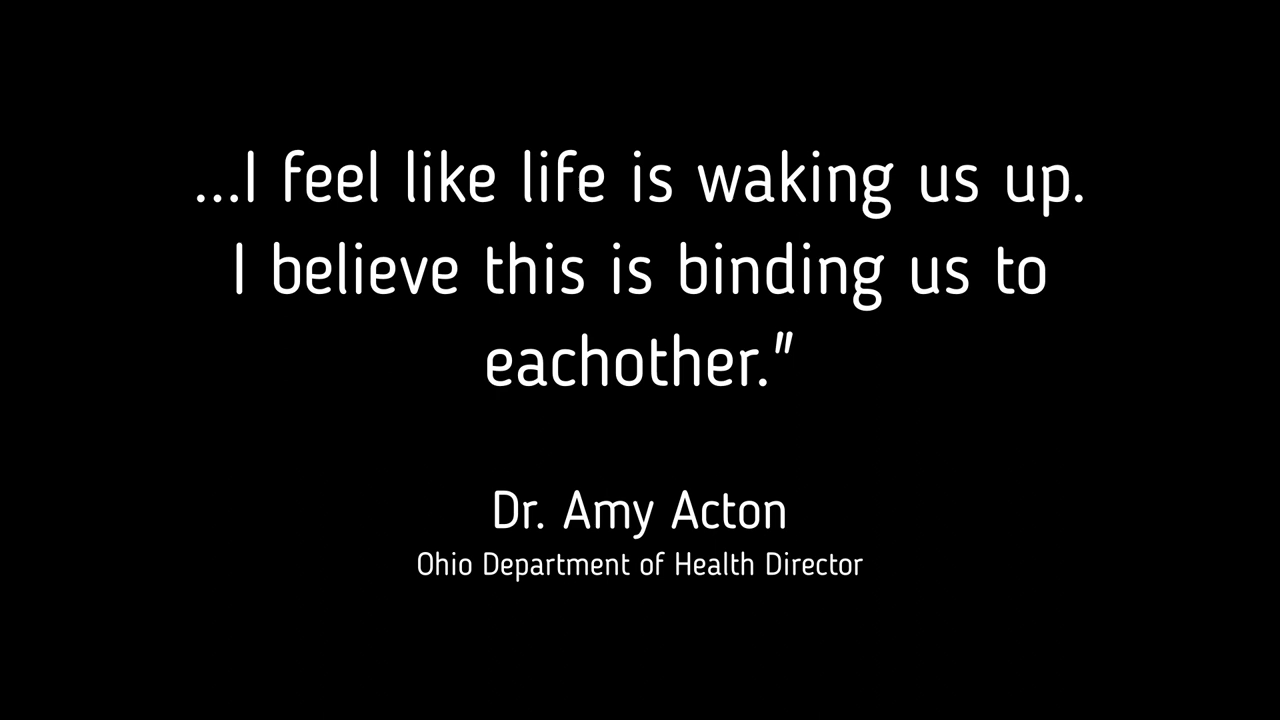 ...I feel like life is waking us up.
I believe this is binding us to
eachother."
Dr. Amy Acton
Ohio Department of Health Director